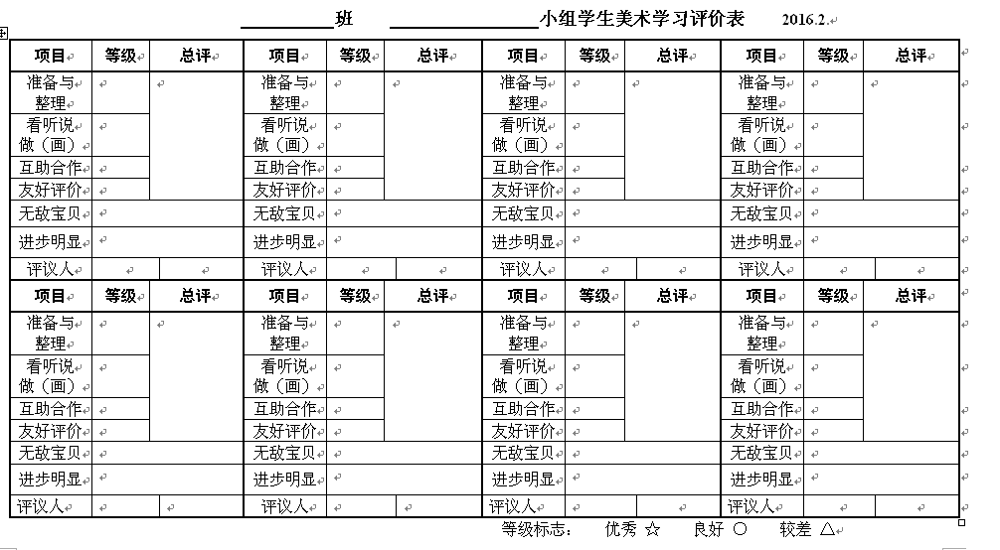 班 小组学生美术学习评价表 2016.2.
项目 等级 总评 项目 等级 总评 项目 等级 总评 项目 等级 总评
准备与 准备与 准备与 准备与
整理 整理 整理 整理
看听说 看听说 看听说 看听说
做（画） 做（画） 做（画） 做（画）
互助合作 互助合作 互助合作 互助合作
友好评价 友好评价 友好评价 友好评价
无敌宝贝 无敌宝贝 无敌宝贝 无敌宝贝
进步明显 进步明显 进步明显 进步明显
评议人 评议人 评议人 评议人
项目 等级 总评 项目 等级 总评 项目 等级 总评 项目 等级 总评
准备与 准备与 准备与 准备与
整理 整理 整理 整理
看听说 看听说 看听说 看听说
做（画） 做（画） 做（画） 做（画）
互助合作 互助合作 互助合作 互助合作
友好评价 友好评价 友好评价 友好评价
无敌宝贝 无敌宝贝 无敌宝贝 无敌宝贝
进步明显 进步明显 进步明显 进步明显
评议人 评议人 评议人 评议人
等级标志： 优秀 ☆ 良好 ○ 较差 △